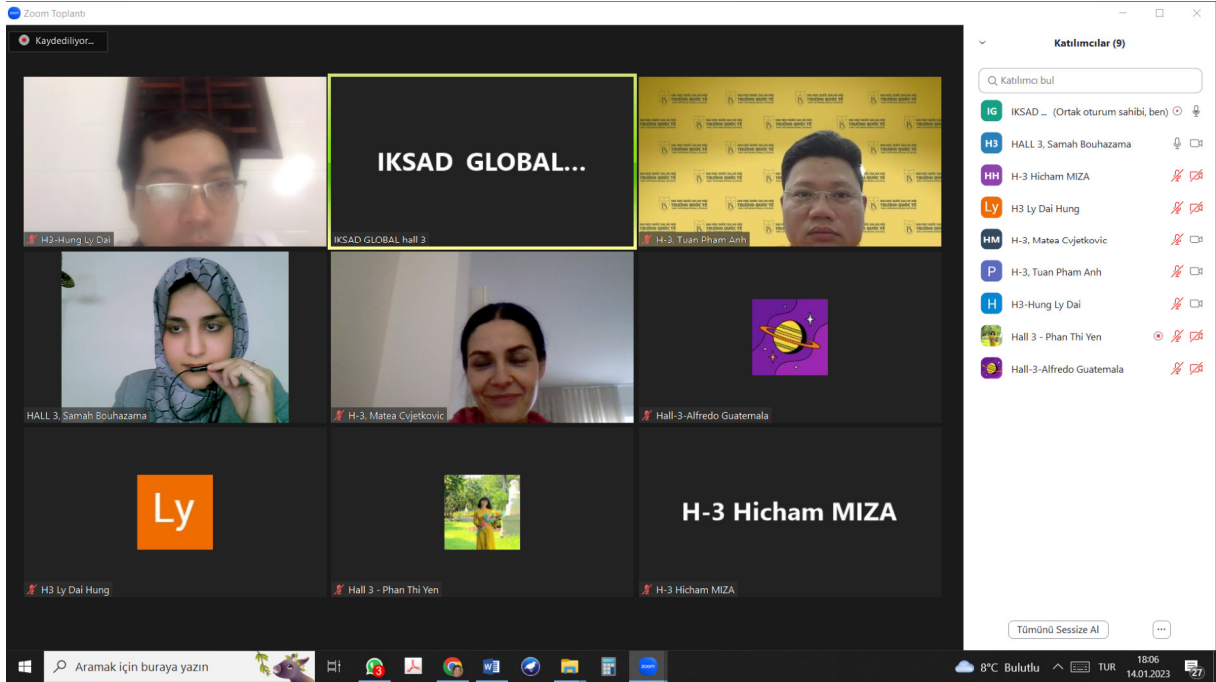 Zoom Toplantı
Kaydediliyor...
Katılımcılar (9)
Katılımcı bul
IG IKSAD ... (Ortak oturum sahibi, ben)
H3 HALL 3, Samah Bouhazama
HH H-3 Hicham MIZA
Ly H3 Ly Dai Hung
HM H-3, Matea Cvjetkovic
P H-3, Tuan Pham Anh
H H3-Hung Ly Dai
Hall 3 - Phan Thi Yen
Hall-3-Alfredo Guatemala
H3-Hung Ly Dai
IKSAD GLOBAL...
IKSAD GLOBAL hall 3
TRƯỜNG QUỐC TẾ
H-3, Tuan Pham Anh
HALL 3, Samah Bouhazama
H-3, Matea Cvjetkovic
Hall-3-Alfredo Guatemala
Ly
H3 Ly Dai Hung
Hall 3 - Phan Thi Yen
H-3 Hicham MIZA
H-3 Hicham MIZA
Tümünü Sessize Al
...
Aramak için buraya yazın
3
W
zoom
8°C Bulutlu
TUR
18:06
14.01.2023
27